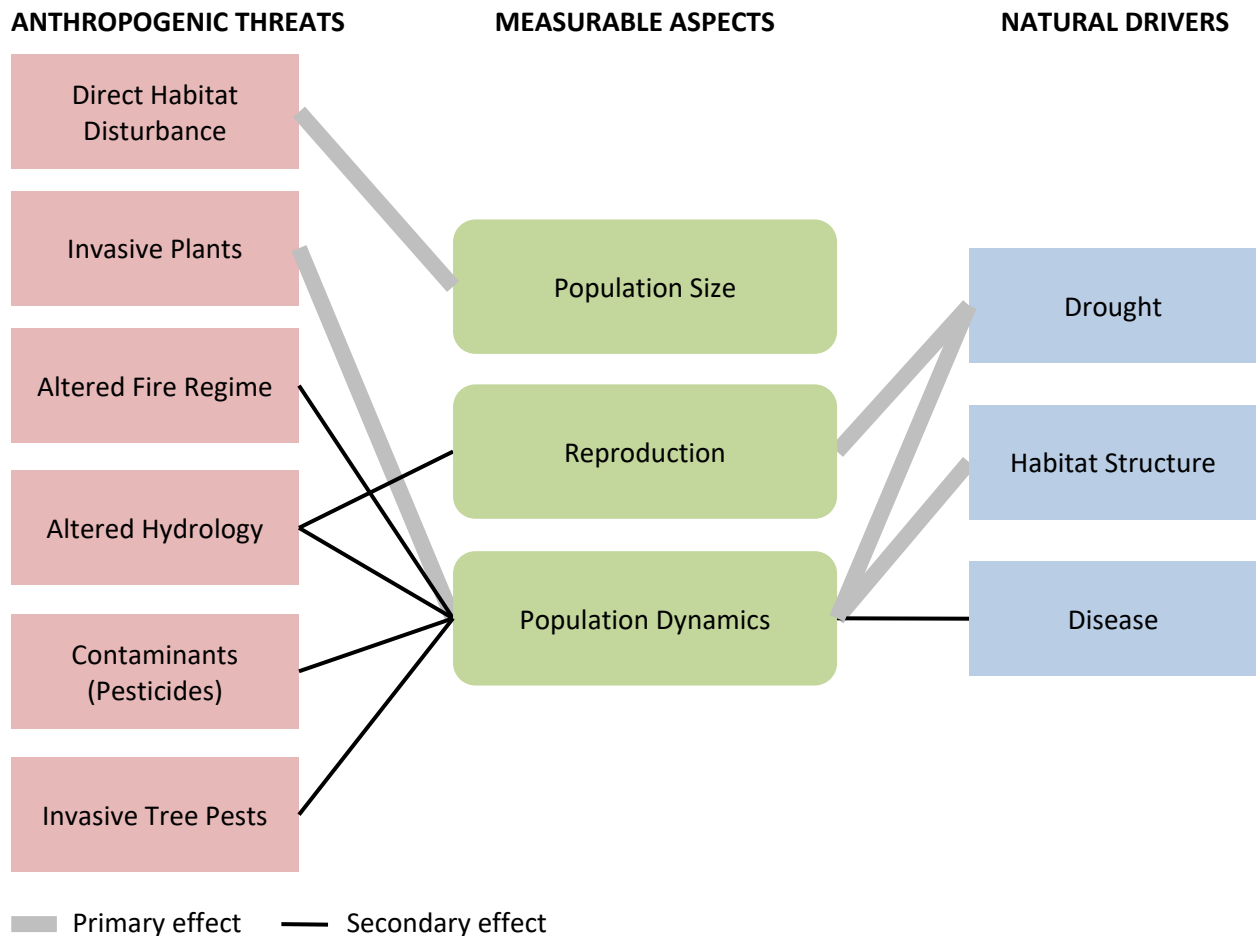 ANTHROPOGENIC THREATS
MEASURABLE ASPECTS
NATURAL DRIVERS
Direct Habitat
Disturbance
Invasive Plants
Altered Fire Regime
Altered Hydrology
Contaminants
(Pesticides)
Invasive Tree Pests
Population Size
Reproduction
Population Dynamics
Drought
Habitat Structure
Disease
Primary effect
Secondary effect